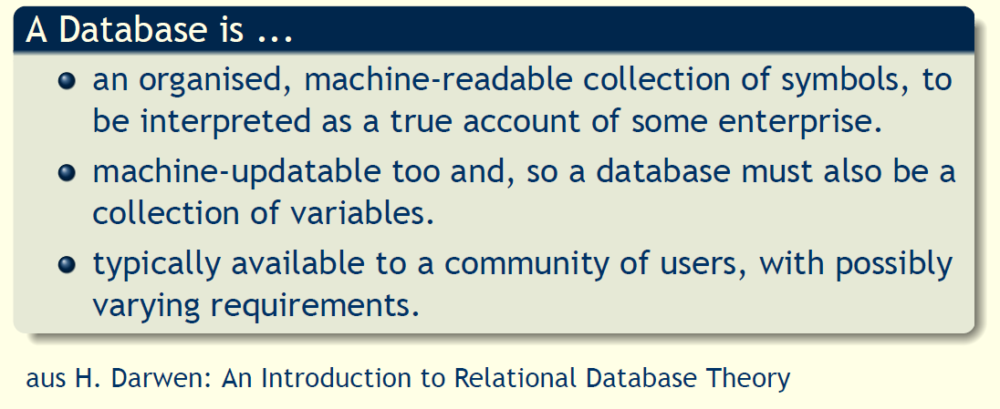 A Database is ...
an organised, machine-readable collection of symbols, to
be interpreted as a true account of some enterprise.
machine-updatable too and, so a database must also be a
collection of variables.
typically available to a community of users, with possibly
varying requirements.
aus H. Darwen: An Introduction to Relational Database Theory